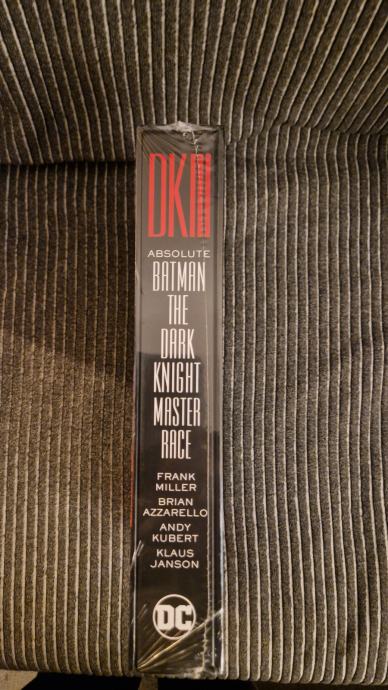 DKIII
ABSOLUTE
BATMAN
THE
DARK
KNIGHT
MASTER
RACE
FRANK
MILLER
BRIAN
AZZARELLO
ANDY
KUBERT
KLAUS
JANSON
DC